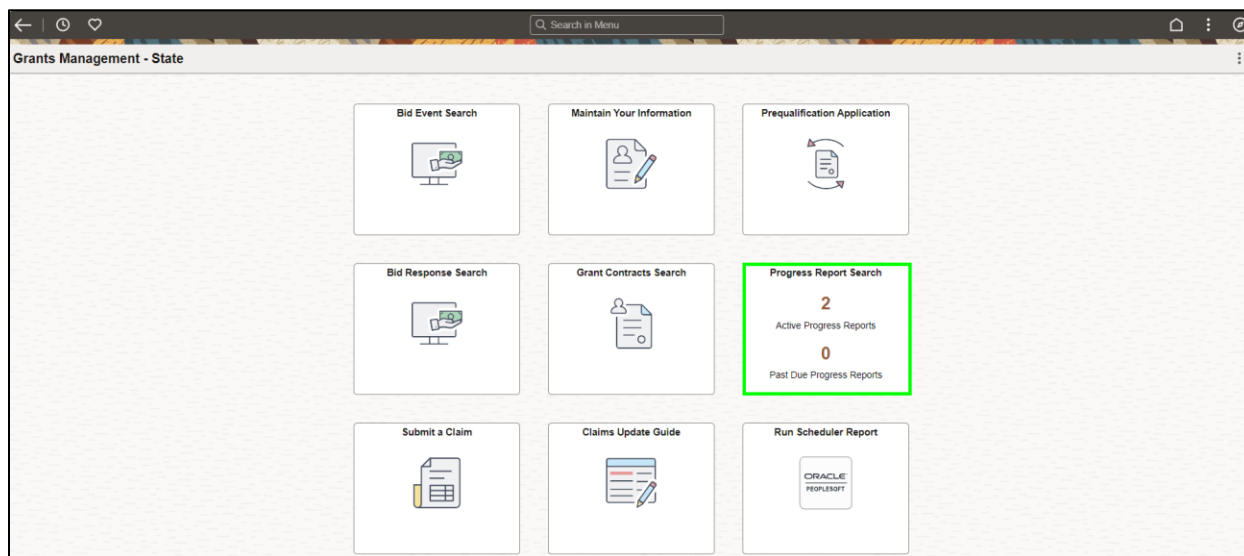 Search in Menu
Grants Management - State
Bid Event Search
Maintain Your Information
Prequalification Application
Bid Response Search
Grant Contracts Search
Progress Report Search
2
Active Progress Reports
0
Past Due Progress Reports
Submit a Claim
Claims Update Guide
Run Scheduler Report
ORACLE
PEOPLESOFT